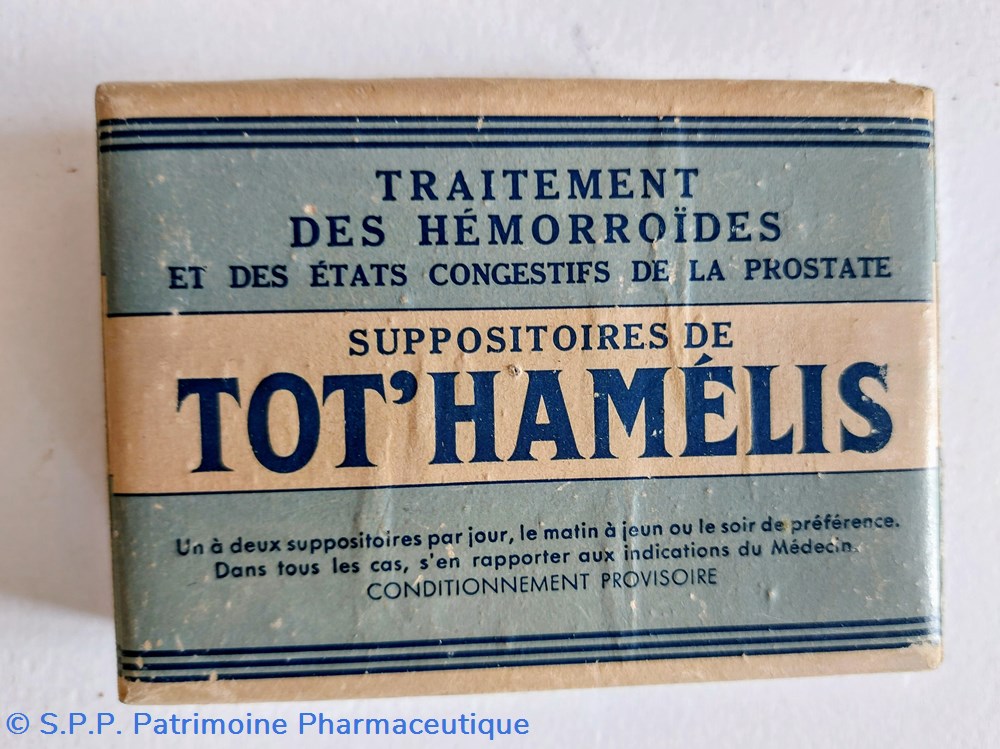 TRAITEMENT
DES HÉMORROÏDES
ET DES ÉTATS CONGESTIFS DE LA PROSTATE
SUPPOSITOIRES DE
TOT'HAMÉLIS
Un à deux suppositoires par jour, le matin à jeun ou le soir de préférence.
Dans tous les cas, s'en rapporter aux indications du Médecin.
CONDITIONNEMENT PROVISOIRE
© S.P.P. Patrimoine Pharmaceutique